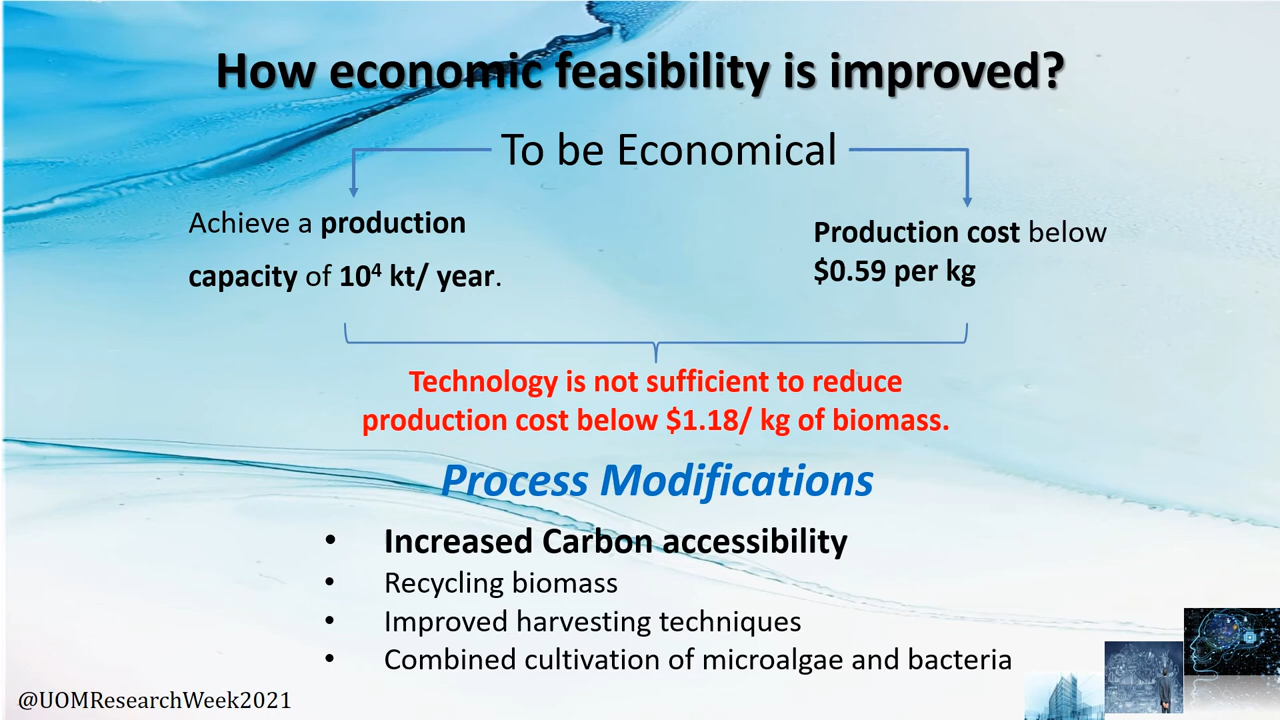 How economic feasibility is improved?
To be Economical
Achieve a production
capacity of 10⁴ kt/ year.
Production cost below
$0.59 per kg
Technology is not sufficient to reduce
production cost below $1.18/ kg of biomass.
Process Modifications
• Increased Carbon accessibility
• Recycling biomass
• Improved harvesting techniques
• Combined cultivation of microalgae and bacteria
@UOMResearchWeek2021